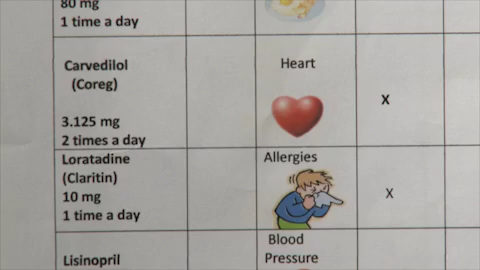 80 mg
1 time a day
Carvedilol
(Coreg)
3.125 mg
2 times a day
Heart
X
Loratadine
(Claritin)
10 mg
1 time a day
Allergies
X
Lisinopril
Blood
Pressure